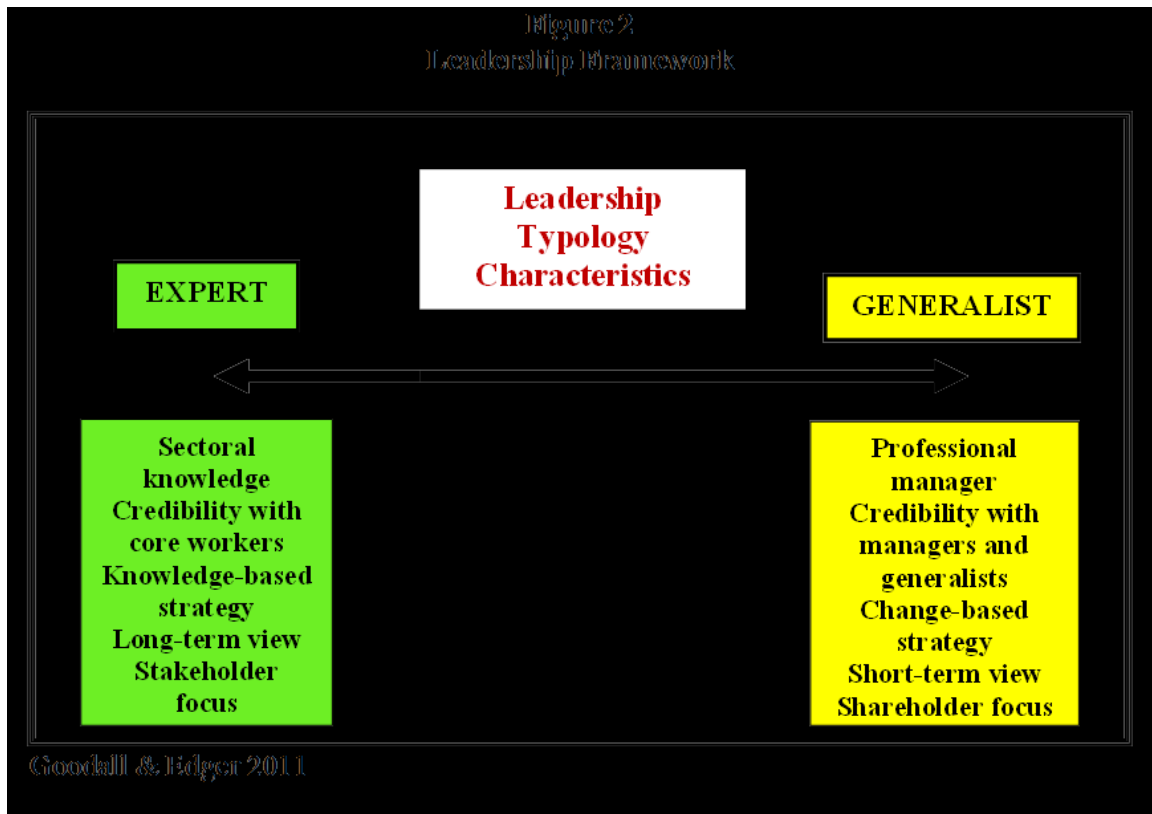 Figure 2
Leadership Framework
Leadership
Typology
Characteristics
EXPERT
GENERALIST
Sectoral
knowledge
Credibility with
core workers
Knowledge-based
strategy
Long-term view
Stakeholder
focus
Professional
manager
Credibility with
managers and
generalists
Change-based
strategy
Short-term view
Shareholder focus
Goodall & Edger 2011